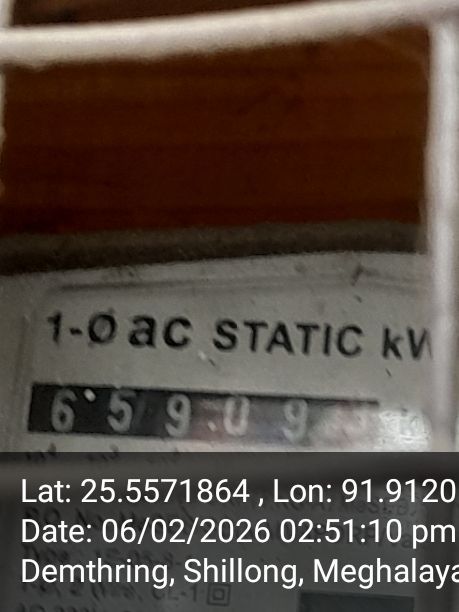 1-Ø ac STATIC kW
6 5 9 0 9
Lat: 25.5571864 , Lon: 91.9120
Date: 06/02/2026 02:51:10 pm
Demthring, Shillong, Meghalaya